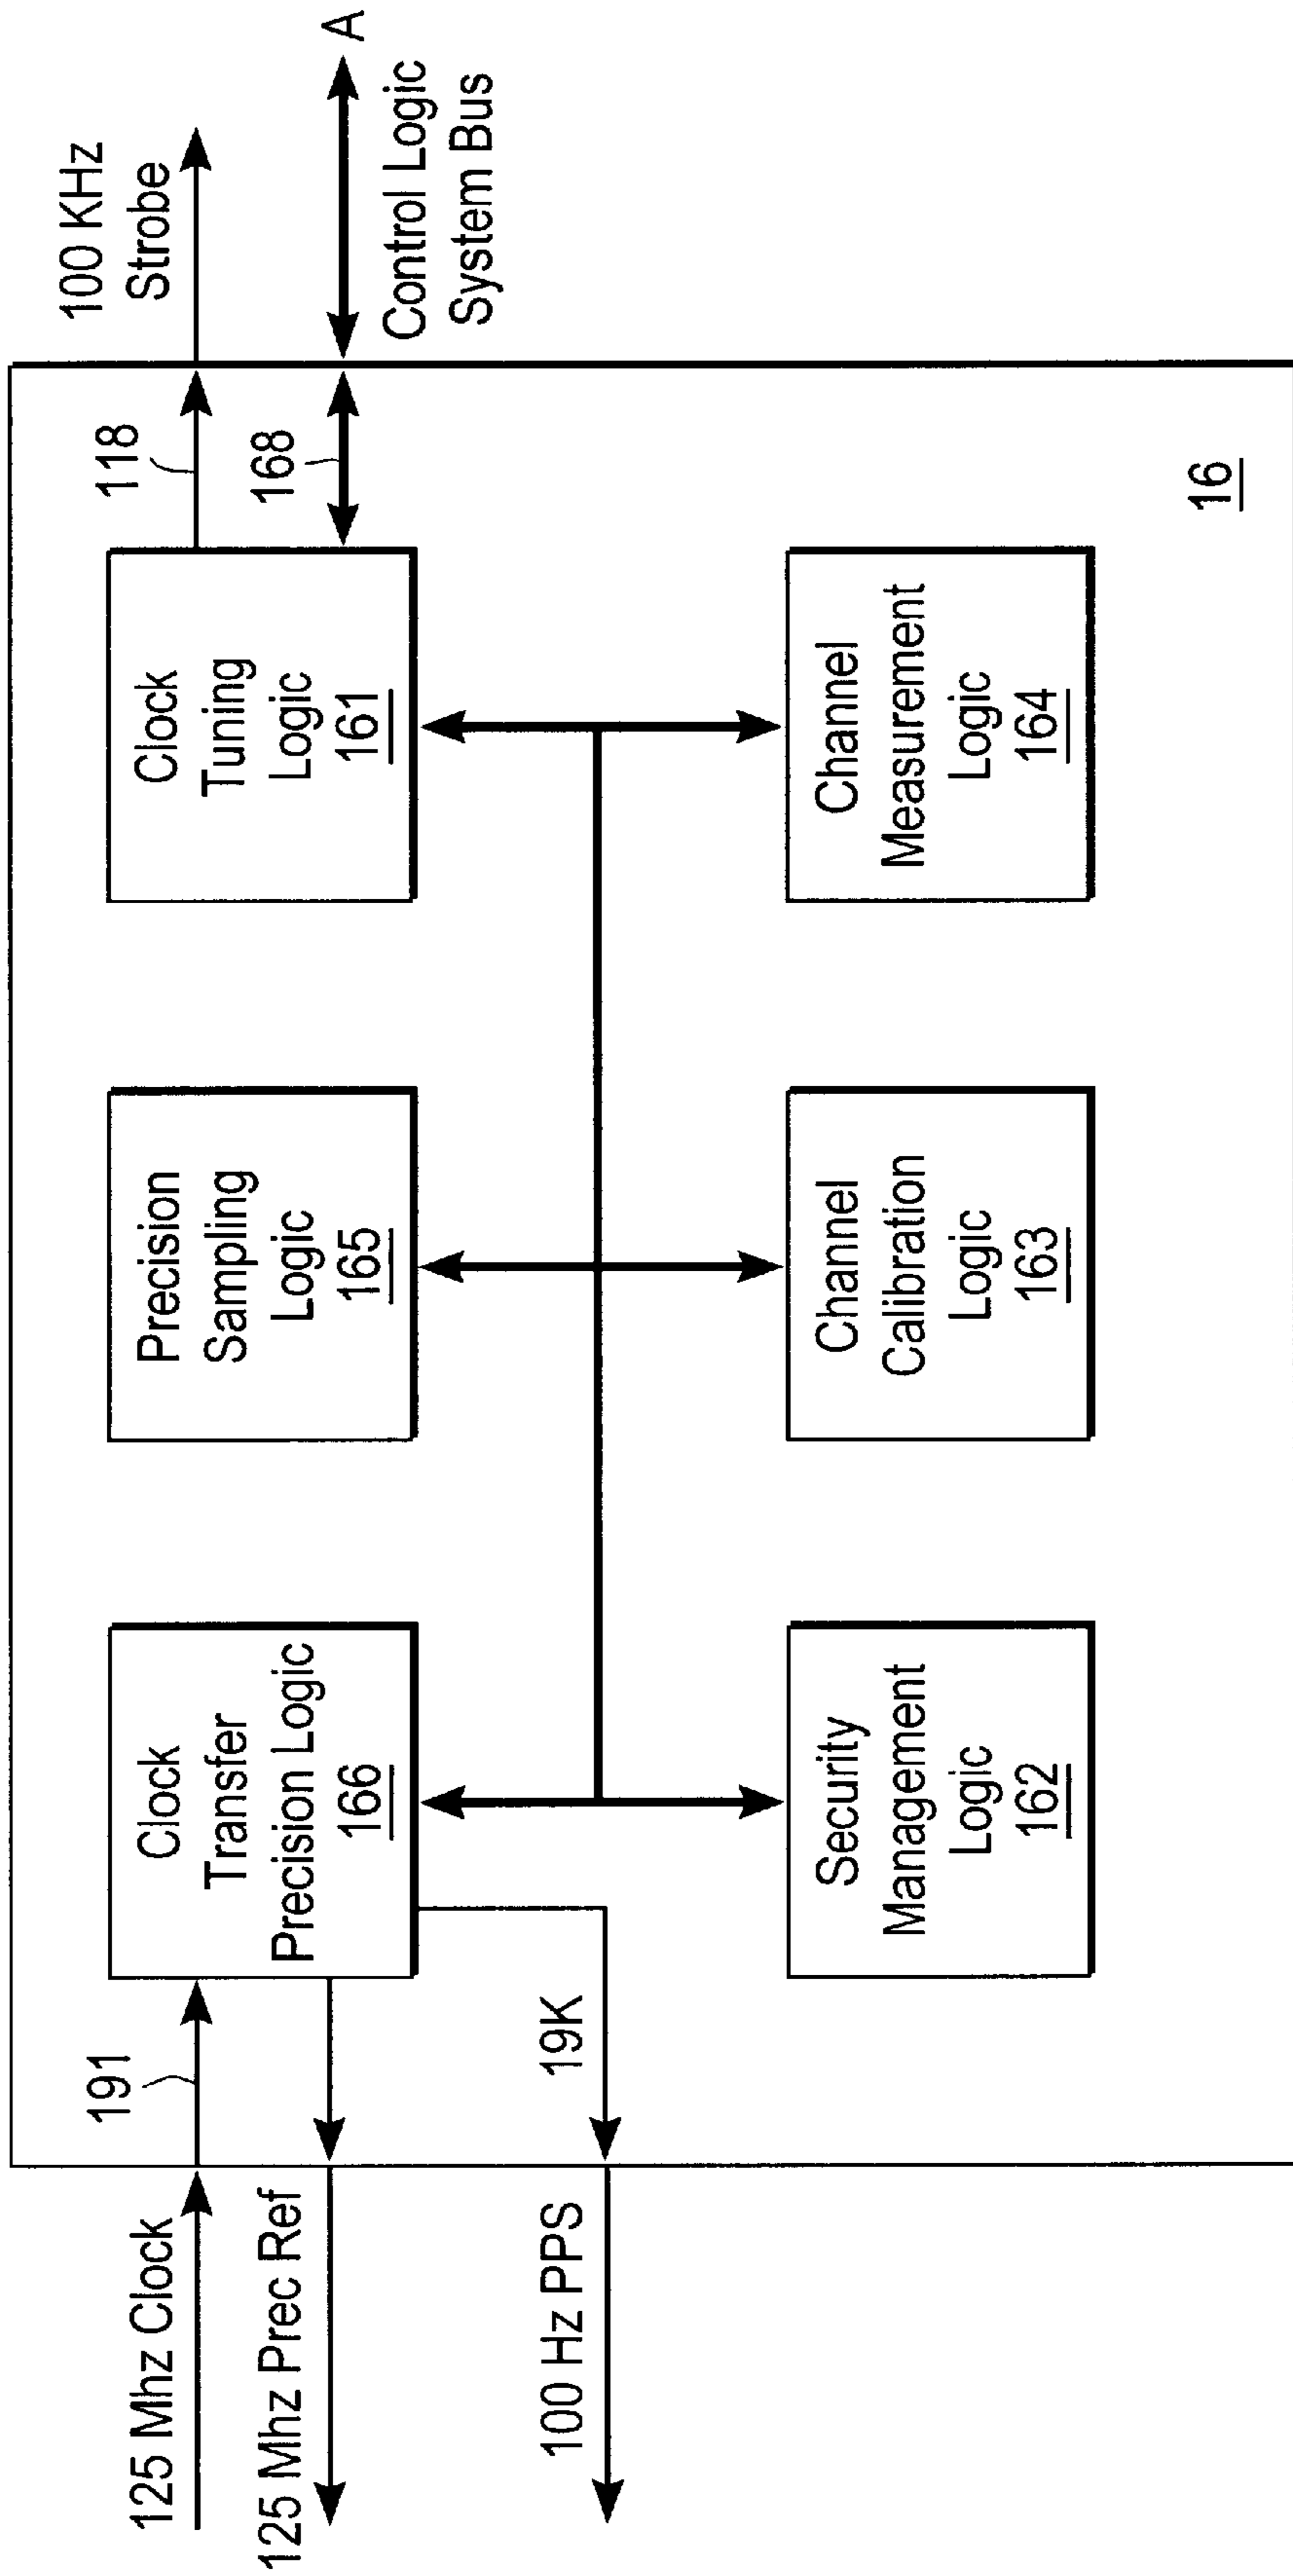 125 Mhz Clock
191
125 Mhz Prec Ref
100 Hz PPS
19K
Clock
Transfer
Precision Logic
166
Precision
Sampling
Logic
165
Clock
Tuning
Logic
161
118
168
100 KHz
Strobe
A
Control Logic
System Bus
Security
Management
Logic
162
Channel
Calibration
Logic
163
Channel
Measurement
Logic
164
16